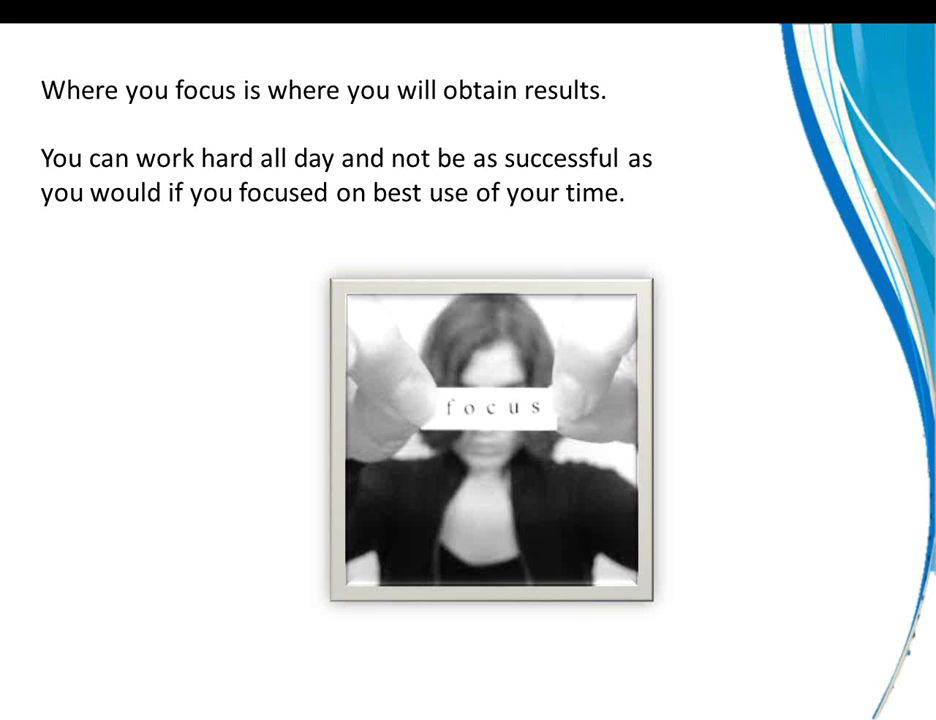 Where you focus is where you will obtain results.
You can work hard all day and not be as successful as
you would if you focused on best use of your time.
focus